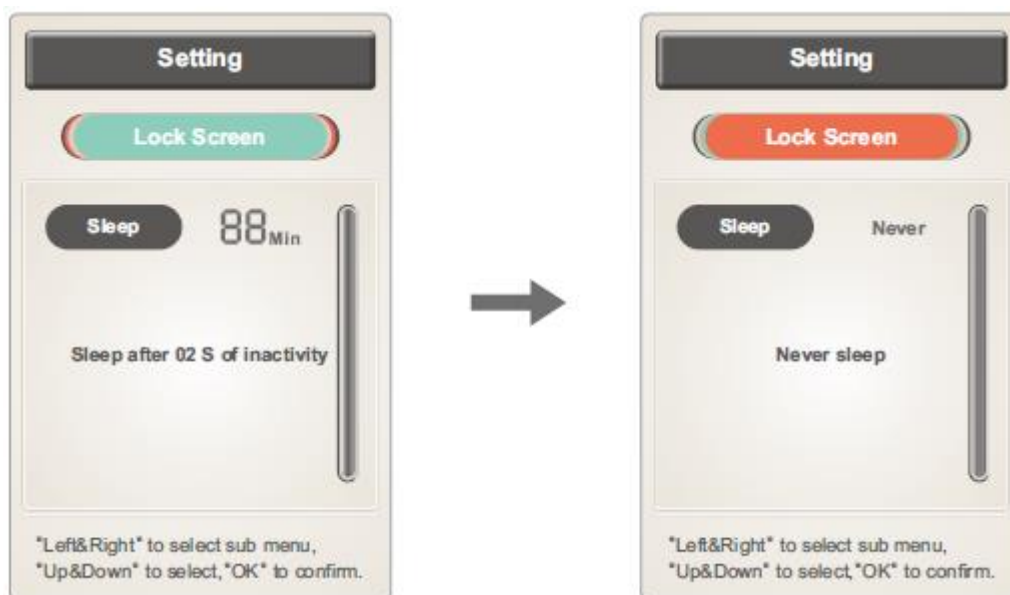 Setting
Lock Screen
Sleep 88 Min
Sleep after 02 S of inactivity
"Left&Right" to select sub menu,
"Up&Down" to select,"OK" to confirm.
Setting
Lock Screen
Sleep Never
Never sleep
"Left&Right" to select sub menu,
"Up&Down" to select,"OK" to confirm.